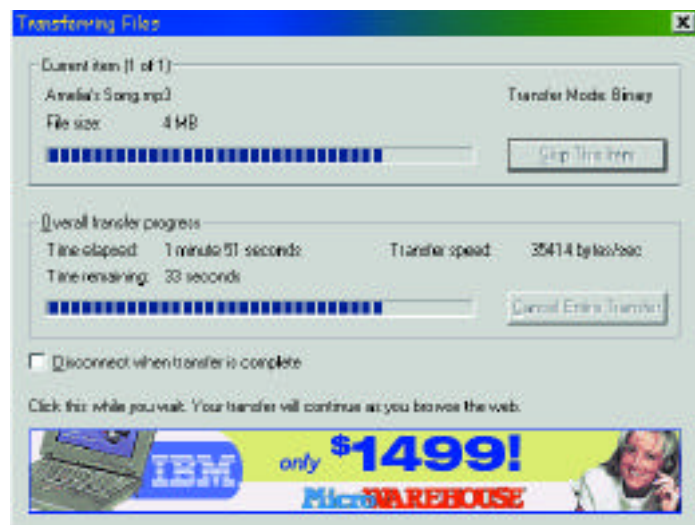 Transferring Files
Current item (1 of 1)
Amelia's Song.mp3 Transfer Mode: Binary
File size: 4 MB
Skip This Item
Overall transfer progress
Time elapsed: 1 minute 51 seconds Transfer speed: 35414 bytes/sec
Time remaining: 33 seconds
Cancel Entire Transfer
Disconnect when transfer is complete
Click this while you wait. Your transfer will continue as you browse the web.
IBM only $1499!
MicroWAREHOUSE